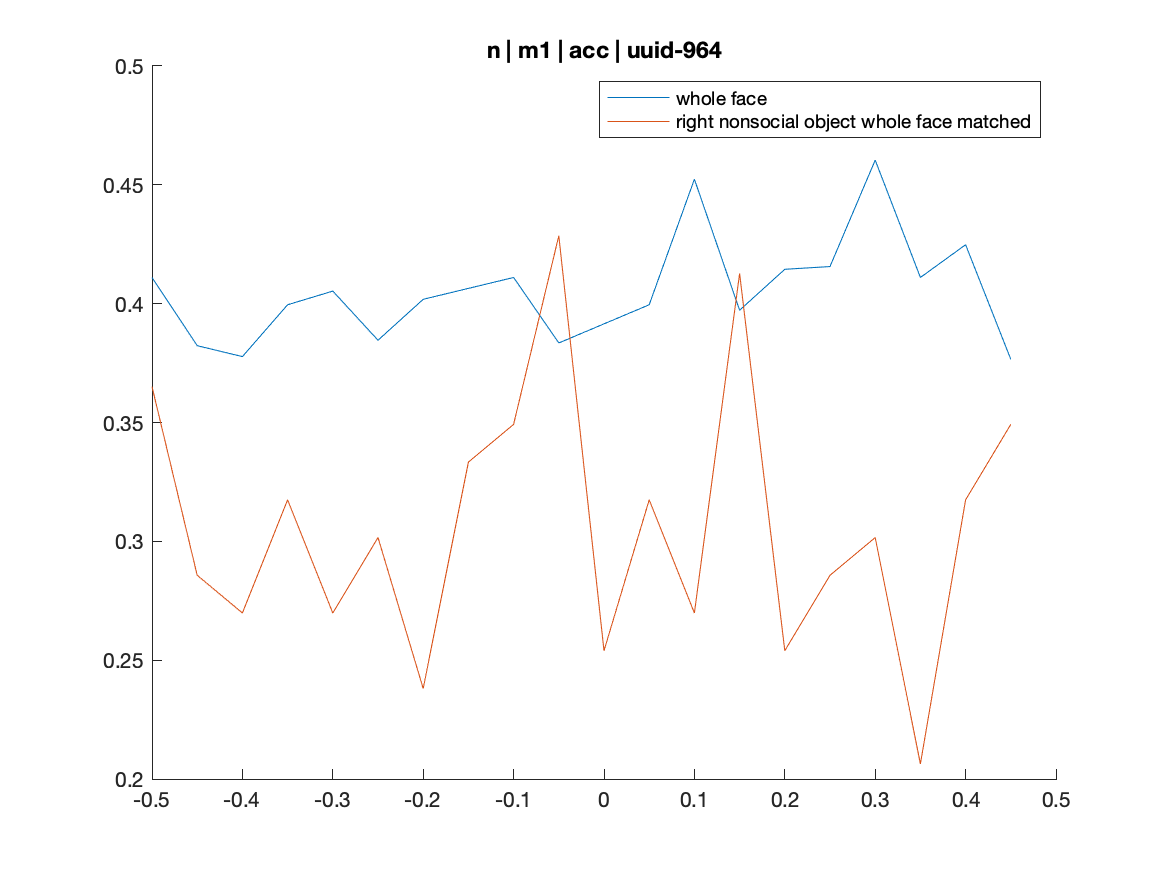 n | m1 | acc | uuid-964
whole face
right nonsocial object whole face matched
0.5
0.45
0.4
0.35
0.3
0.25
0.2
-0.5 -0.4 -0.3 -0.2 -0.1 0 0.1 0.2 0.3 0.4 0.5